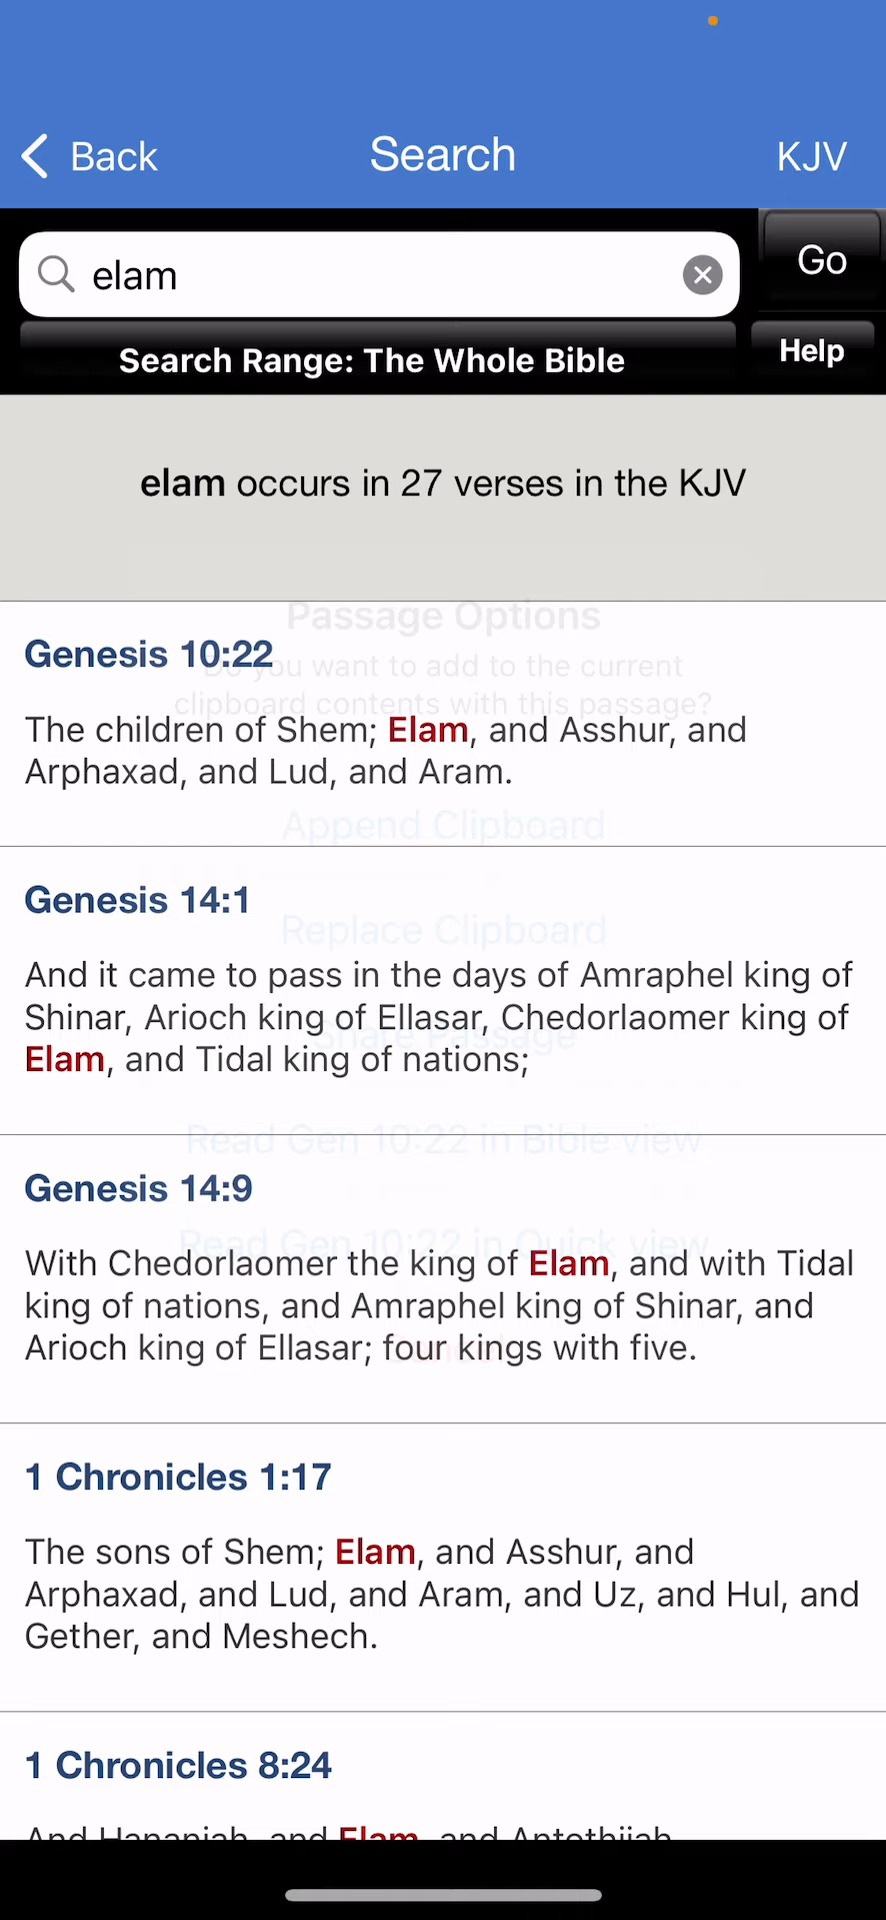 Back
Search
KJV
elam
Go
Search Range: The Whole Bible
Help
elam occurs in 27 verses in the KJV
Passage Options
Genesis 10:22
Do you want to add to the current
clipboard contents with this passage?
The children of Shem; Elam, and Asshur, and
Arphaxad, and Lud, and Aram.
Append Clipboard
Genesis 14:1
Replace Clipboard
And it came to pass in the days of Amraphel king of
Shinar, Arioch king of Ellasar, Chedorlaomer king of
Share Passage
Elam, and Tidal king of nations;
Read Gen 10:22 in Bible view
Genesis 14:9
Read Gen 10:22 in Quick view
With Chedorlaomer the king of Elam, and with Tidal
king of nations, and Amraphel king of Shinar, and
Arioch king of Ellasar; four kings with five.
1 Chronicles 1:17
The sons of Shem; Elam, and Asshur, and
Arphaxad, and Lud, and Aram, and Uz, and Hul, and
Gether, and Meshech.
1 Chronicles 8:24
And Hananiah, and Elam, and Antothijah,